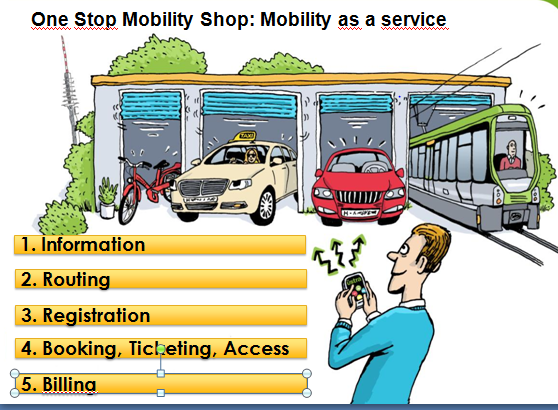 One Stop Mobility Shop: Mobility as a service
TAXI
1. Information
2. Routing
3. Registration
4. Booking, Ticketing, Access
5. Billing